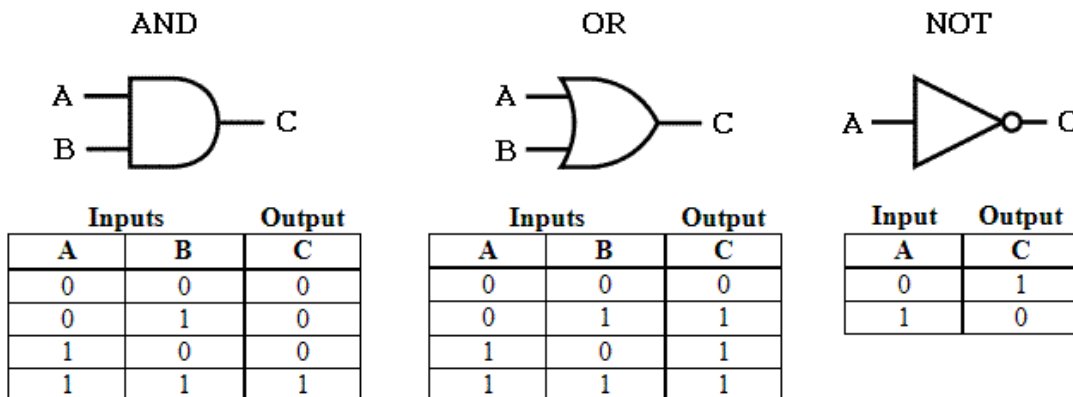 AND OR NOT
A B C
A B C
A C
Inputs Output
A B C
0 0 0
0 1 0
1 0 0
1 1 1
Inputs Output
A B C
0 0 0
0 1 1
1 0 1
1 1 1
Input Output
A C
0 1
1 0